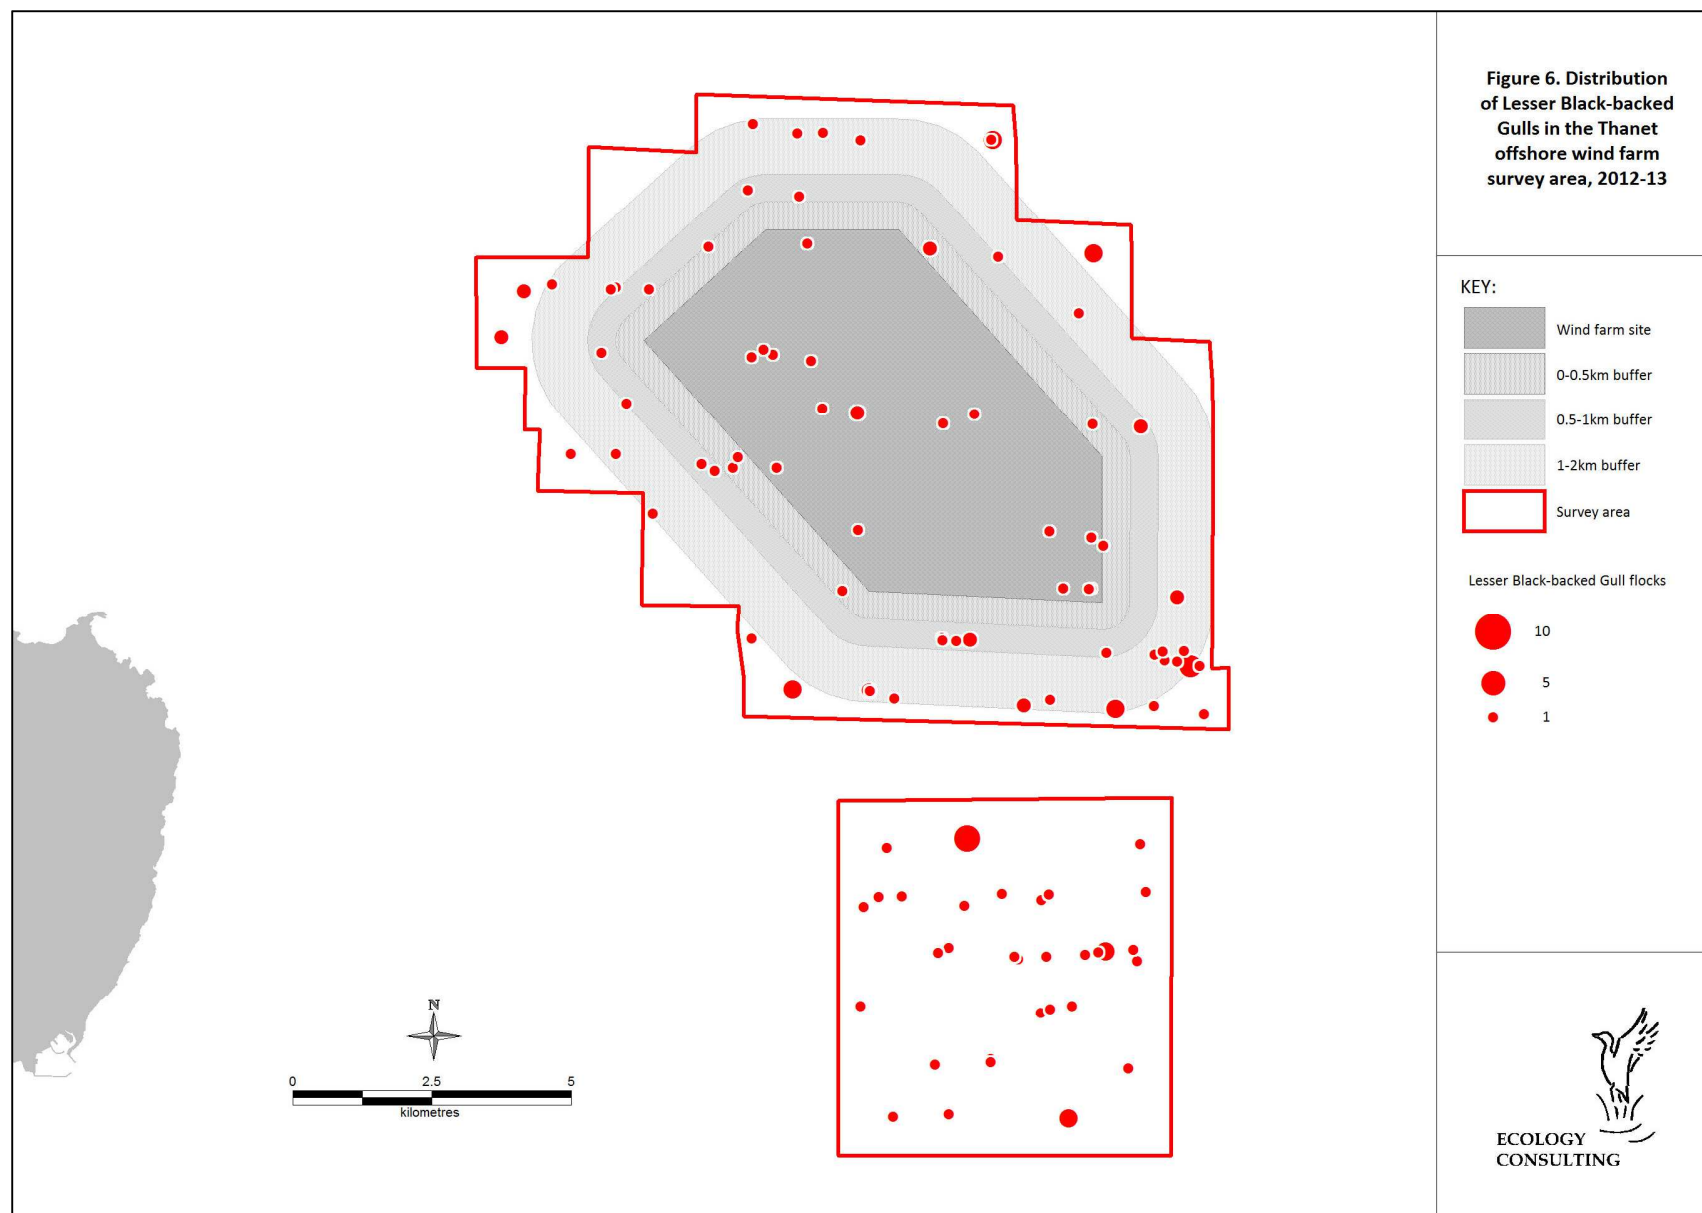 Figure 6. Distribution
of Lesser Black-backed
Gulls in the Thanet
offshore wind farm
survey area, 2012-13
KEY:
Wind farm site
0-0.5km buffer
0.5-1km buffer
1-2km buffer
Survey area
Lesser Black-backed Gull flocks
10
5
1
N
0 2.5 5
kilometres
ECOLOGY
CONSULTING